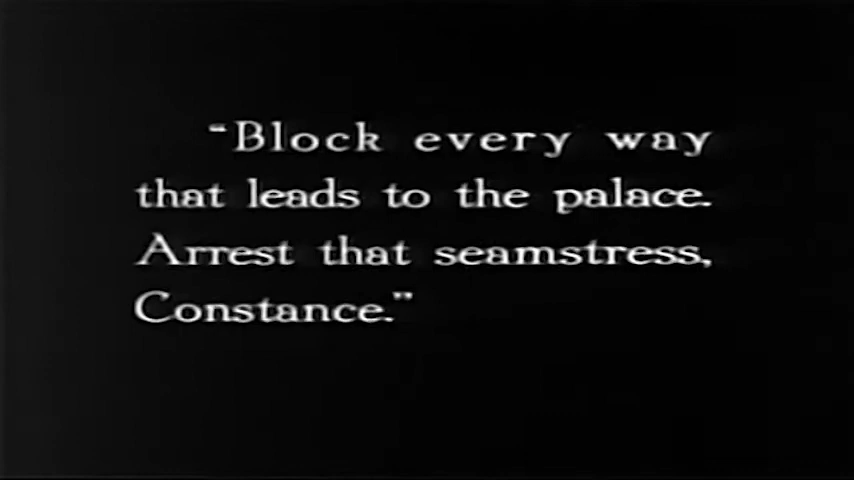 “Block every way
that leads to the palace.
Arrest that seamstress,
Constance.”